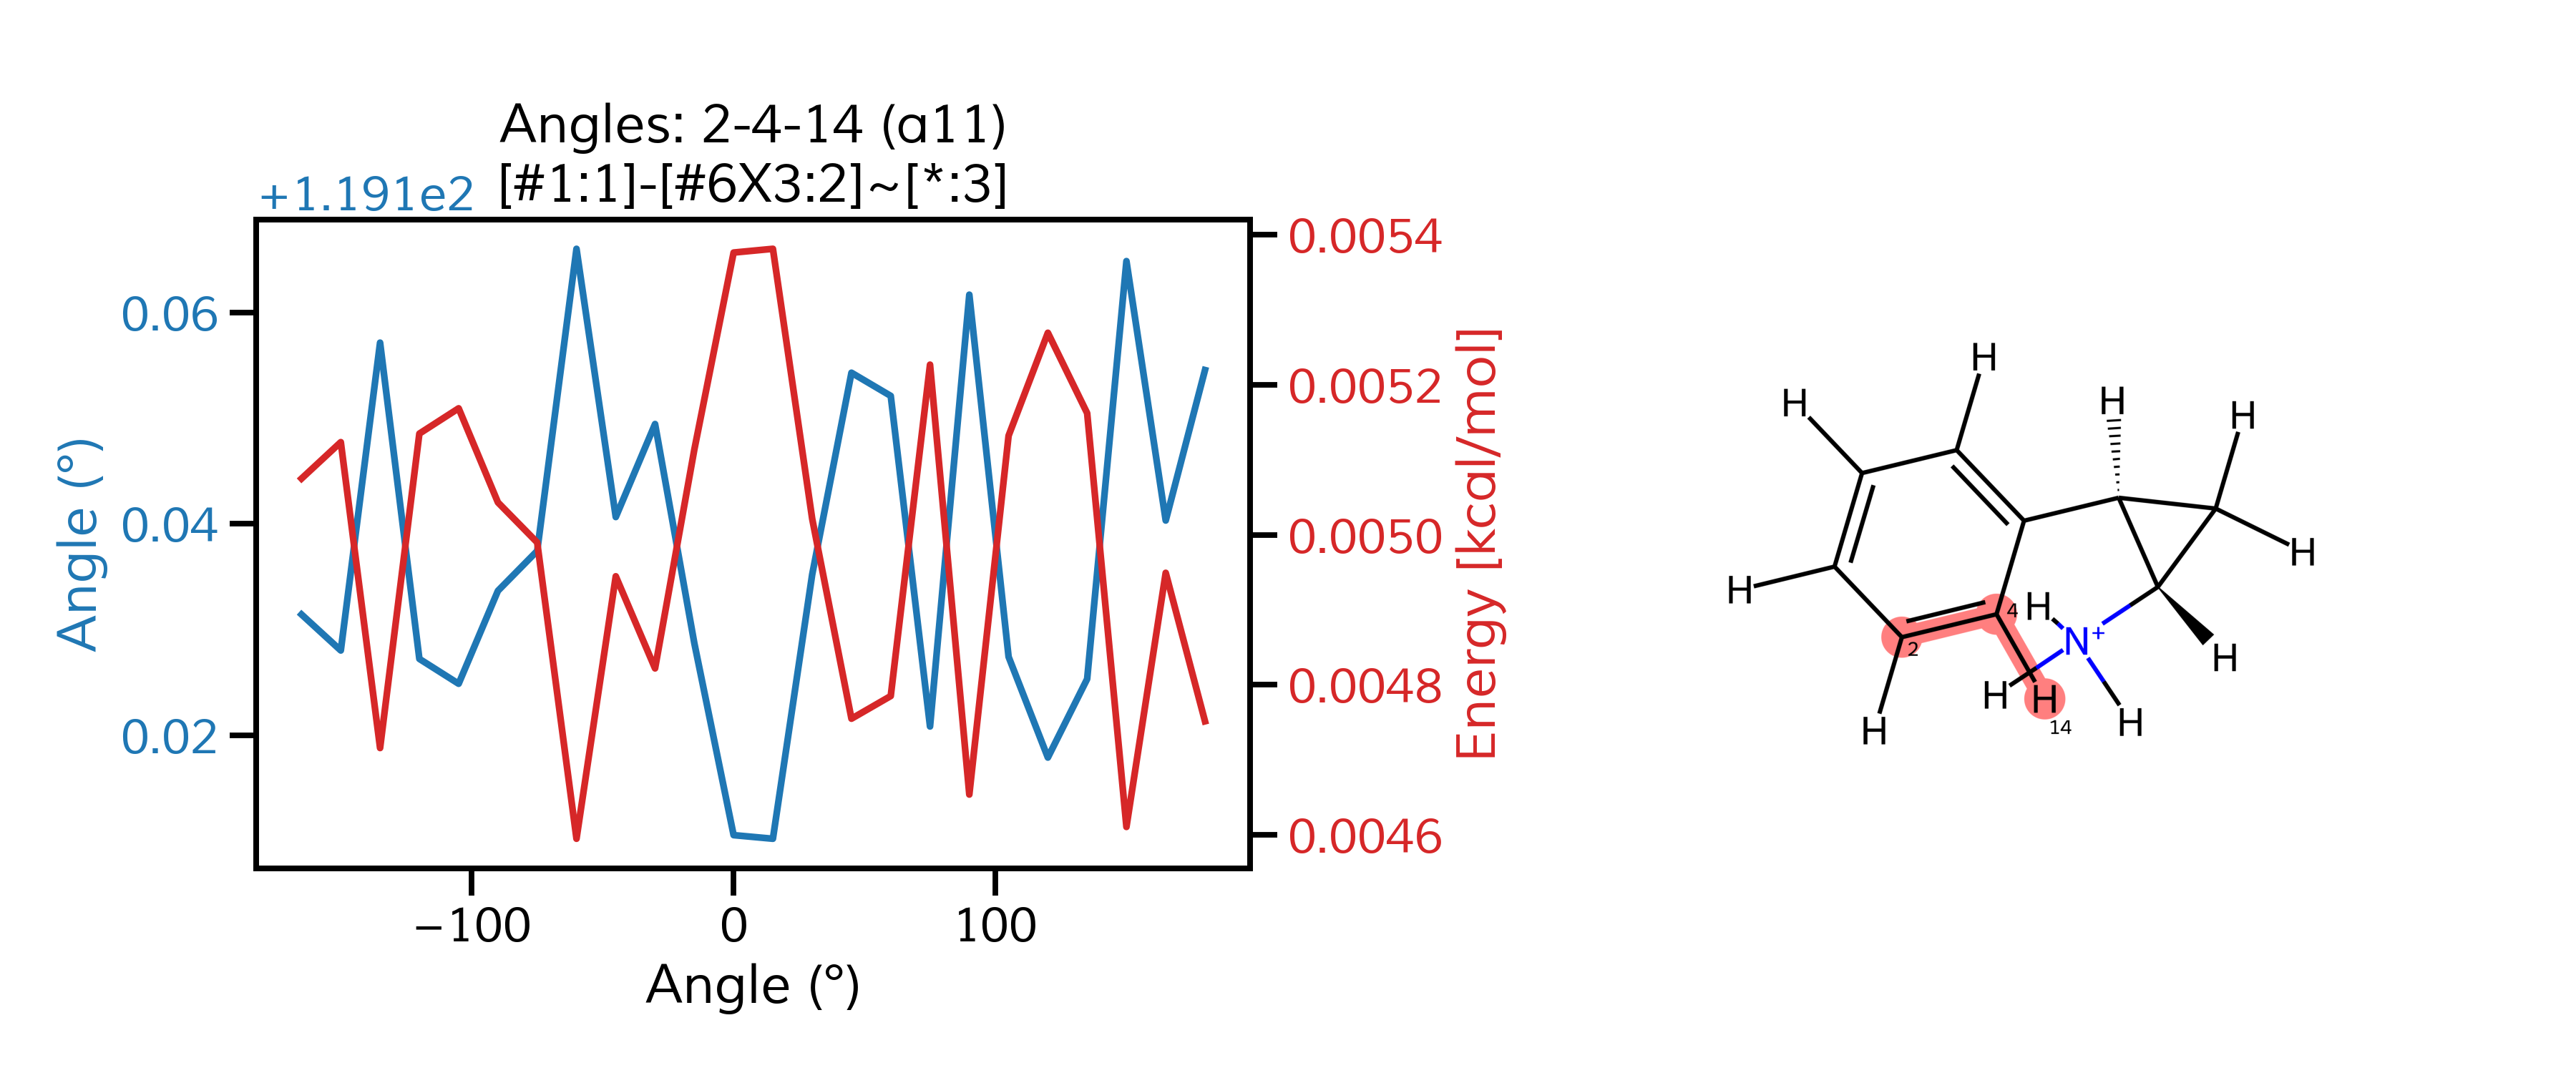 Angles: 2-4-14 (a11)
[#1:1]-[#6X3:2]~[*:3]
+1.191e2
0.06
0.04
0.02
Angle (°)
−100
0
100
Angle (°)
0.0054
0.0052
0.0050
0.0048
0.0046
Energy [kcal/mol]
H
H
H
H
H
H
H
4
H
2
N+
H
H
H
14
H
H